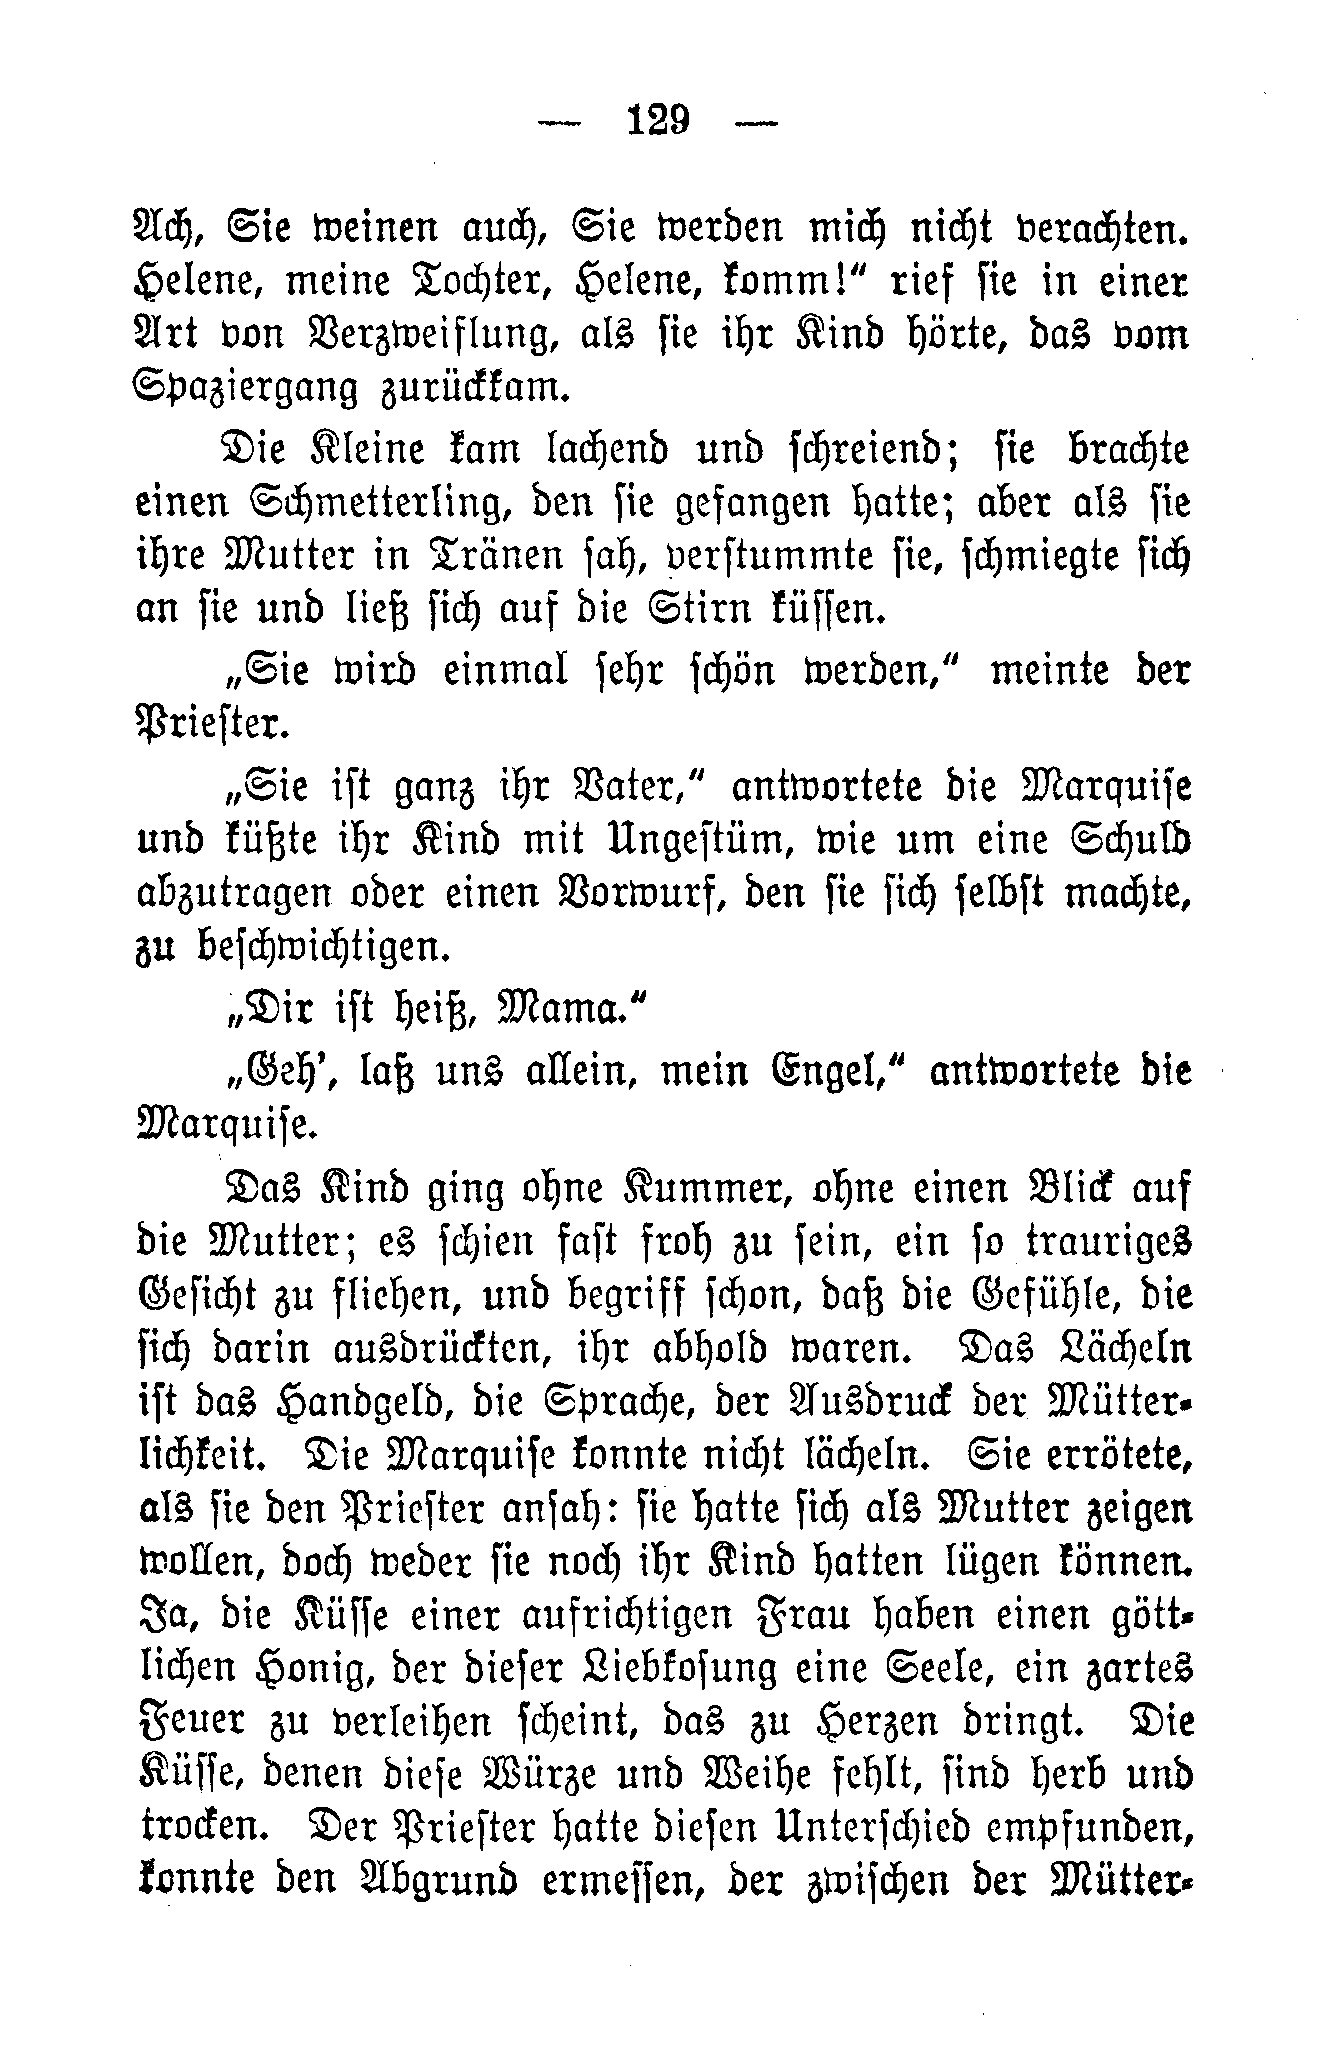 — 129 —
Ach, Sie weinen auch, Sie werden mich nicht verachten.
Helene, meine Tochter, Helene, komm!“ rief sie in einer
Art von Verzweiflung, als sie ihr Kind hörte, das vom
Spaziergang zurückkam.
Die Kleine kam lachend und schreiend; sie brachte
einen Schmetterling, den sie gefangen hatte; aber als sie
ihre Mutter in Tränen sah, verstummte sie, schmiegte sich
an sie und ließ sich auf die Stirn küssen.
„Sie wird einmal sehr schön werden,“ meinte der
Priester.
„Sie ist ganz ihr Vater,“ antwortete die Marquise
und küßte ihr Kind mit Ungestüm, wie um eine Schuld
abzutragen oder einen Vorwurf, den sie sich selbst machte,
zu beschwichtigen.
„Dir ist heiß, Mama.“
„Geh’, laß uns allein, mein Engel,“ antwortete die
Marquise.
Das Kind ging ohne Kummer, ohne einen Blick auf
die Mutter; es schien fast froh zu sein, ein so trauriges
Gesicht zu fliehen, und begriff schon, daß die Gefühle, die
sich darin ausdrückten, ihr abhold waren. Das Lächeln
ist das Handgeld, die Sprache, der Ausdruck der Mütter-
lichkeit. Die Marquise konnte nicht lächeln. Sie errötete,
als sie den Priester ansah: sie hatte sich als Mutter zeigen
wollen, doch weder sie noch ihr Kind hatten lügen können.
Ja, die Küsse einer aufrichtigen Frau haben einen gött-
lichen Honig, der dieser Liebkosung eine Seele, ein zartes
Feuer zu verleihen scheint, das zu Herzen dringt. Die
Küsse, denen diese Würze und Weihe fehlt, sind herb und
trocken. Der Priester hatte diesen Unterschied empfunden,
konnte den Abgrund ermessen, der zwischen der Mütter-